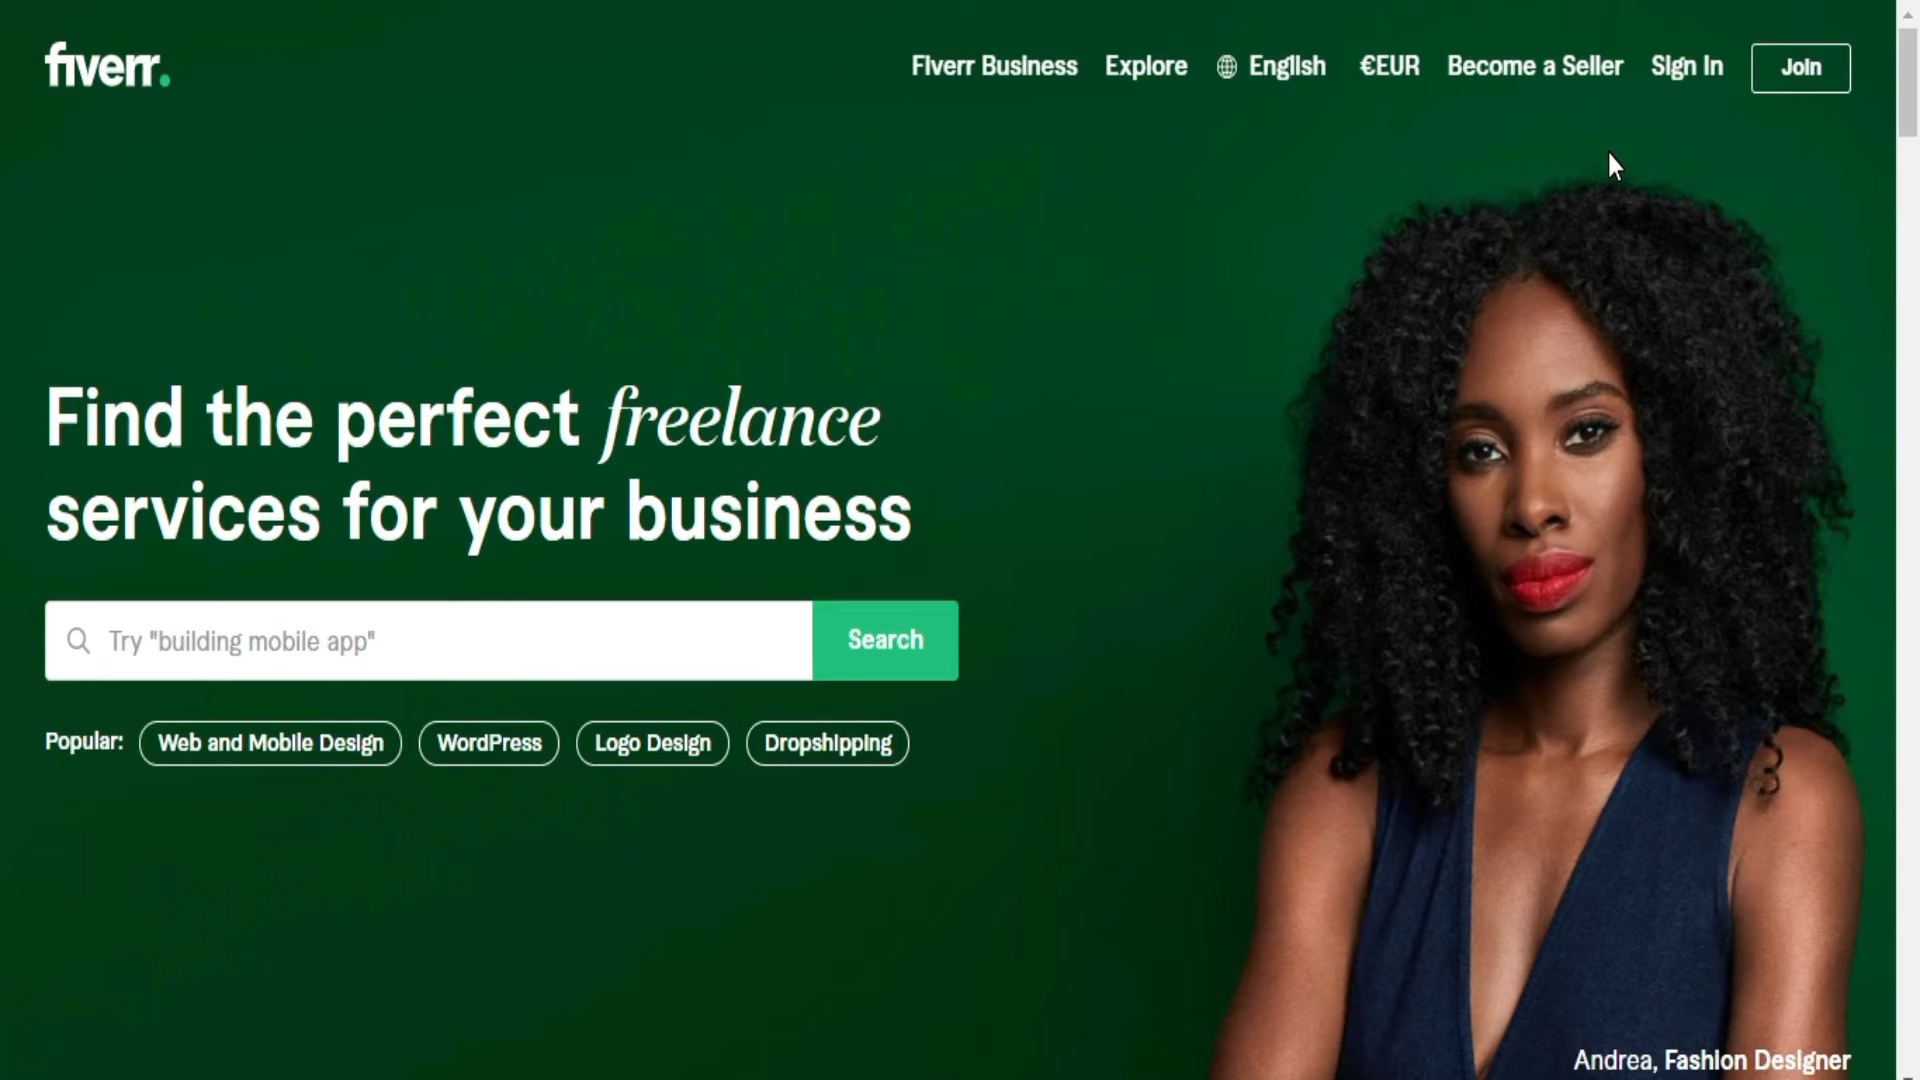 fiverr.
Fiverr Business
Explore
English
€EUR
Become a Seller
Sign In
Join
Find the perfect freelance
services for your business
Try "building mobile app"
Search
Popular:
Web and Mobile Design
WordPress
Logo Design
Dropshipping
Andrea, Fashion Designer